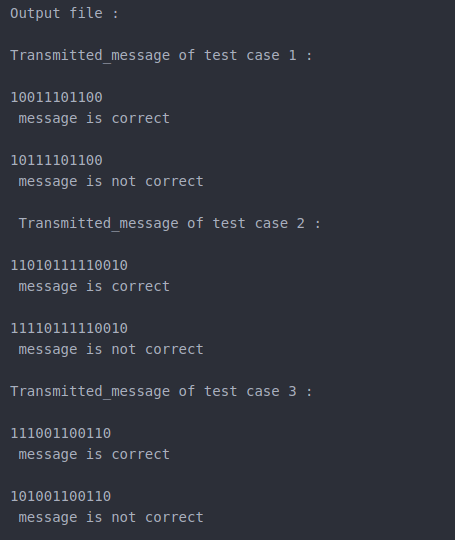 Output file :
Transmitted_message of test case 1 :
10011101100
message is correct
10111101100
message is not correct
Transmitted_message of test case 2 :
11010111110010
message is correct
11110111110010
message is not correct
Transmitted_message of test case 3 :
111001100110
message is correct
101001100110
message is not correct